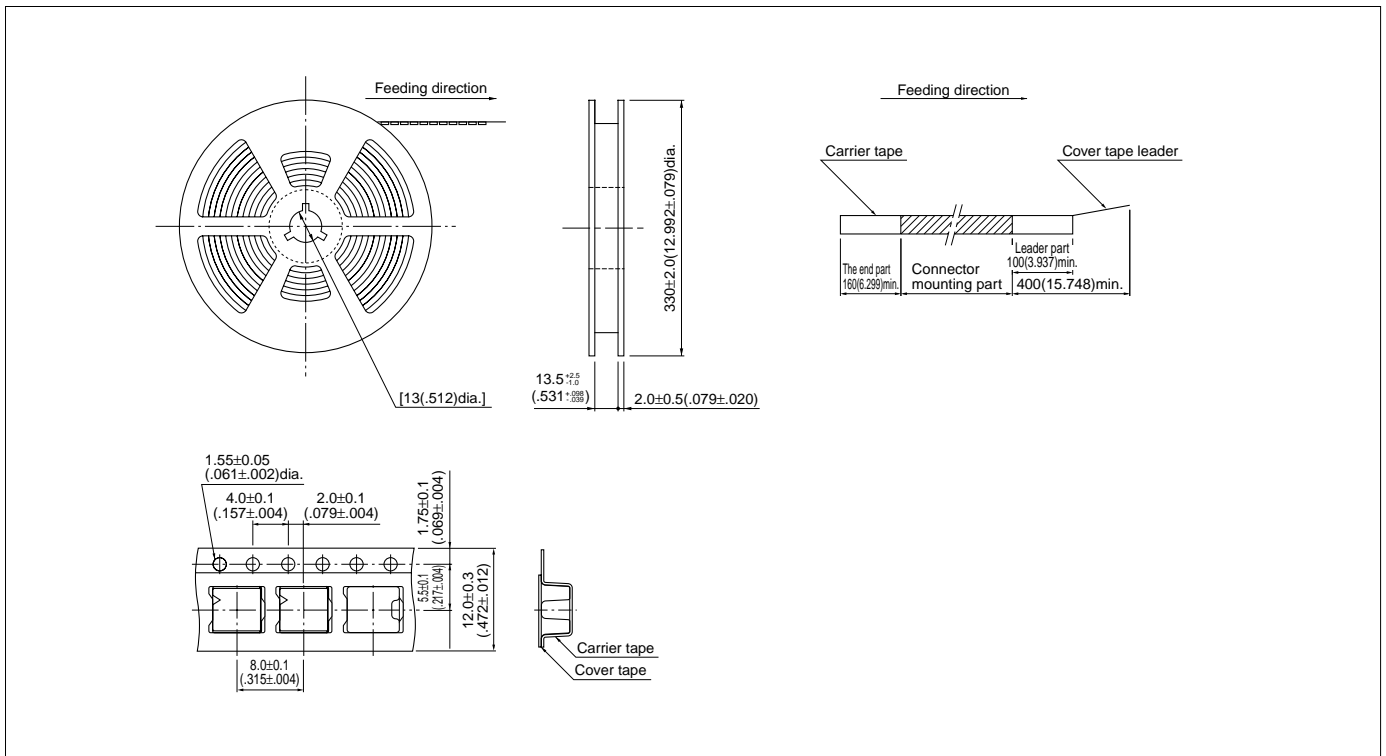 Feeding direction
330±2.0(12.992±.079)dia.
[13(.512)dia.]
13.5 +2.5 -1.0
(.531 +.098 -.039)
2.0±0.5(.079±.020)
Feeding direction
Carrier tape
Cover tape leader
Leader part
100(3.937)min.
The end part
160(6.299)min.
Connector
mounting part
400(15.748)min.
1.55±0.05
(.061±.002)dia.
4.0±0.1
(.157±.004)
2.0±0.1
(.079±.004)
1.75±0.1
(.069±.004)
5.5±0.1
(.217±.004)
12.0±0.3
(.472±.012)
8.0±0.1
(.315±.004)
Carrier tape
Cover tape